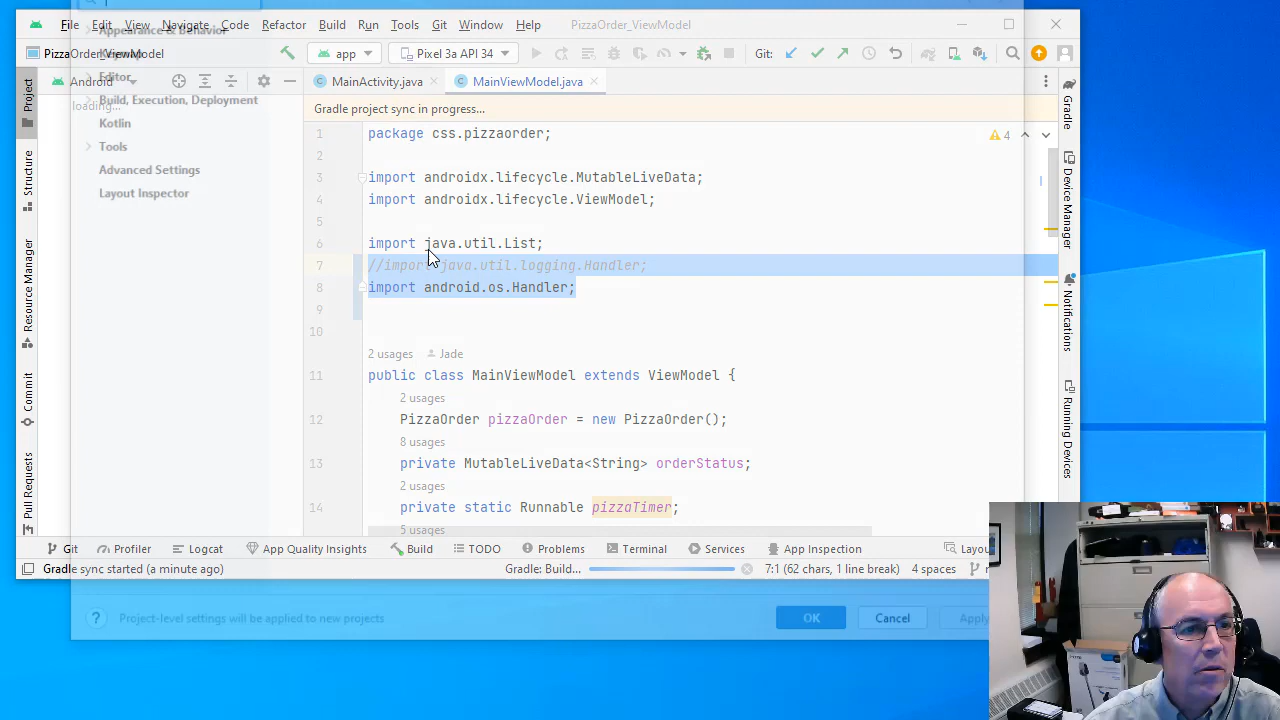 File Edit View Navigate Code Refactor Build Run Tools Git Window Help PizzaOrder_ViewModel
PizzaOrder_ViewModel app Pixel 3a API 34 Git:
Appearance & Behavior
Keymap
Editor
Build, Execution, Deployment
Kotlin
Tools
Advanced Settings
Layout Inspector
Android
loading...
MainActivity.java MainViewModel.java
Gradle project sync in progress...
1 package css.pizzaorder;
4
2
3 import androidx.lifecycle.MutableLiveData;
4 import androidx.lifecycle.ViewModel;
5
6 import java.util.List;
7 //import java.util.logging.Handler;
8 import android.os.Handler;
9
10
2 usages Jade
11 public class MainViewModel extends ViewModel {
2 usages
12 PizzaOrder pizzaOrder = new PizzaOrder();
8 usages
13 private MutableLiveData<String> orderStatus;
2 usages
14 private static Runnable pizzaTimer;
5 usages
Project
Structure
Resource Manager
Commit
Pull Requests
Gradle
Device Manager
Notifications
Running Devices
Git Profiler Logcat App Quality Insights Build TODO Problems Terminal Services App Inspection Layou
Gradle sync started (a minute ago) Gradle: Build... 7:1 (62 chars, 1 line break) 4 spaces
? Project-level settings will be applied to new projects OK Cancel Apply